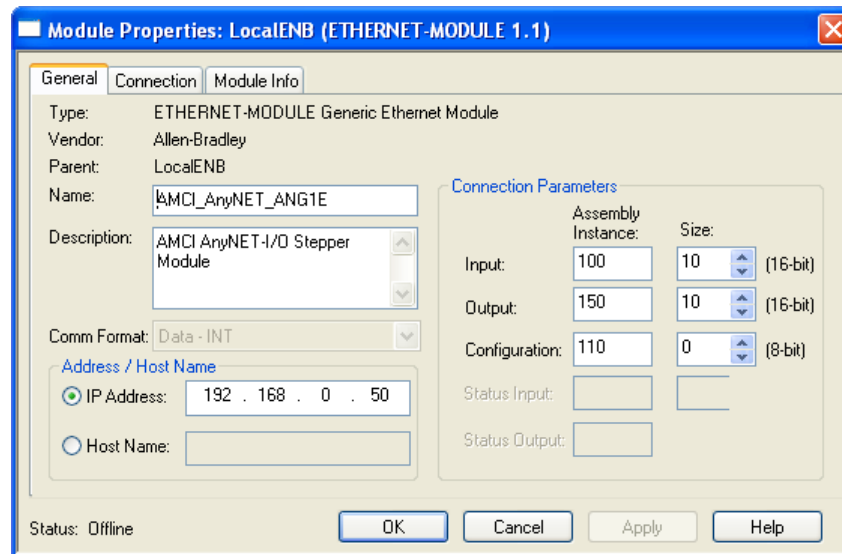 Module Properties: LocalENB (ETHERNET-MODULE 1.1)
General Connection Module Info
Type: ETHERNET-MODULE Generic Ethernet Module
Vendor: Allen-Bradley
Parent: LocalENB
Name: AMCI_AnyNET_ANG1E
Description: AMCI AnyNET-I/O Stepper
Module
Comm Format: Data - INT
Address / Host Name
IP Address: 192 . 168 . 0 . 50
Host Name:
Connection Parameters
Assembly
Instance: Size:
Input: 100 10 (16-bit)
Output: 150 10 (16-bit)
Configuration: 110 0 (8-bit)
Status Input:
Status Output:
Status: Offline OK Cancel Apply Help